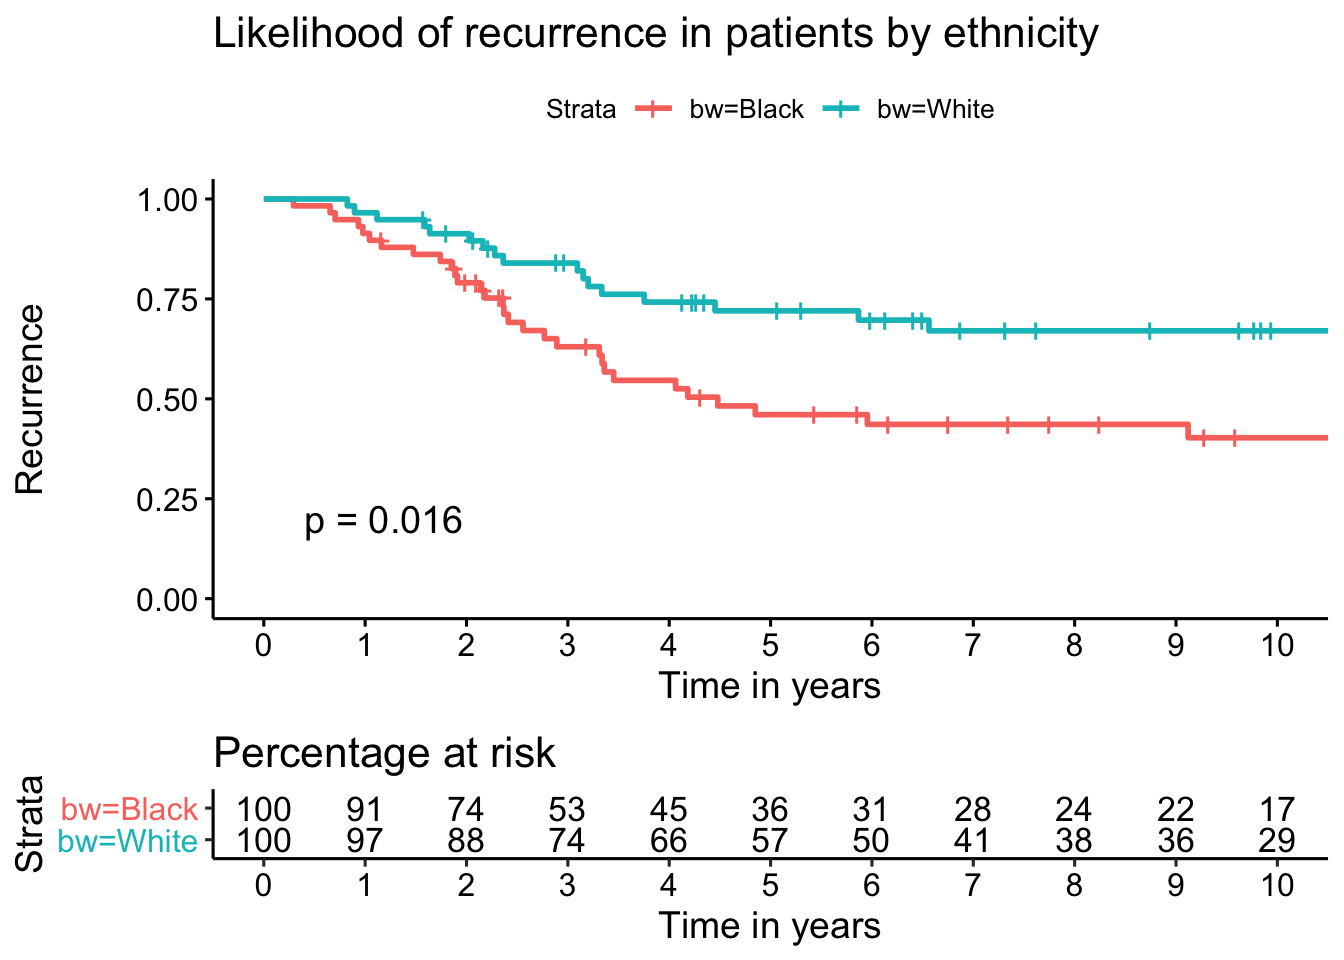 Likelihood of recurrence in patients by ethnicity
Strata bw=Black bw=White
Recurrence
1.00
0.75
0.50
0.25
0.00
p = 0.016
0 1 2 3 4 5 6 7 8 9 10
Time in years
Percentage at risk
Strata
bw=Black 100 91 74 53 45 36 31 28 24 22 17
bw=White 100 97 88 74 66 57 50 41 38 36 29
0 1 2 3 4 5 6 7 8 9 10
Time in years